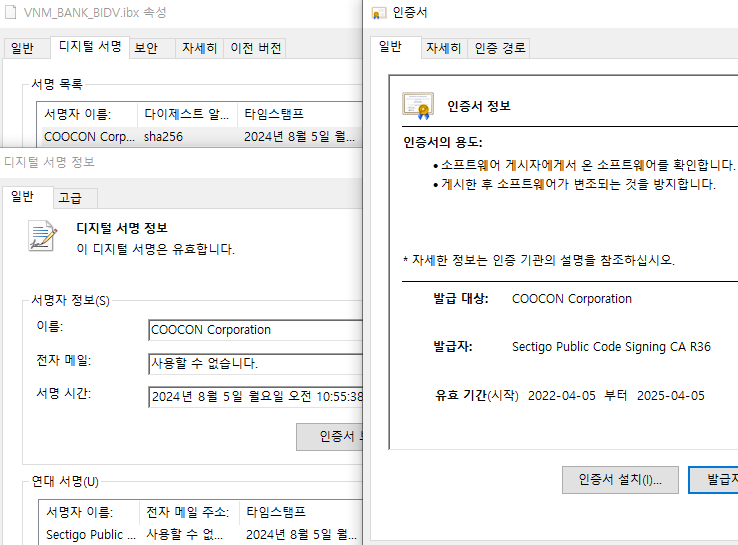 VNM_BANK_BIDV.ibx 속성
일반 디지털 서명 보안 자세히 이전 버전
서명 목록
서명자 이름: 다이제스트 알... 타임스탬프
COOCON Corp... sha256 2024년 8월 5일 월...
디지털 서명 정보
일반 고급
디지털 서명 정보
이 디지털 서명은 유효합니다.
서명자 정보(S)
이름: COOCON Corporation
전자 메일: 사용할 수 없습니다.
서명 시간: 2024년 8월 5일 월요일 오전 10:55:38
인증서
연대 서명(U)
서명자 이름: 전자 메일 주소: 타임스탬프
Sectigo Public ... 사용할 수 없... 2024년 8월 5일 월...
인증서
일반 자세히 인증 경로
인증서 정보
인증서의 용도:
• 소프트웨어 게시자에게서 온 소프트웨어를 확인합니다.
• 게시한 후 소프트웨어가 변조되는 것을 방지합니다.
* 자세한 정보는 인증 기관의 설명을 참조하십시오.
발급 대상: COOCON Corporation
발급자: Sectigo Public Code Signing CA R36
유효 기간(시작) 2022-04-05 부터 2025-04-05
인증서 설치(I)...
발급자